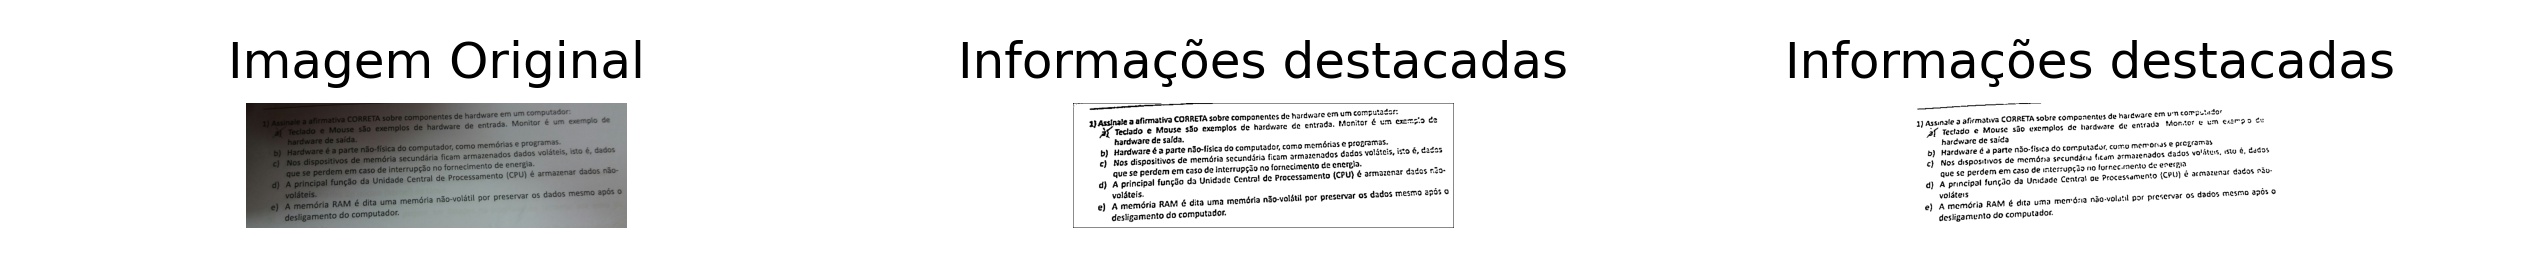 Imagem Original
1) Assinale a afirmativa CORRETA sobre componentes de hardware em um computador:
a) Teclado e Mouse são exemplos de hardware de entrada. Monitor é um exemplo de
hardware de saída.
b) Hardware é a parte não-física do computador, como memórias e programas.
c) Nos dispositivos de memória secundária ficam armazenados dados voláteis, isto é, dados
que se perdem em caso de interrupção no fornecimento de energia.
d) A principal função da Unidade Central de Processamento (CPU) é armazenar dados não-
voláteis.
e) A memória RAM é dita uma memória não-volátil por preservar os dados mesmo após o
desligamento do computador.
Informações destacadas
1) Assinale a afirmativa CORRETA sobre componentes de hardware em um computador:
a) Teclado e Mouse são exemplos de hardware de entrada. Monitor é um exemplo de
hardware de saída.
b) Hardware é a parte não-física do computador, como memórias e programas.
c) Nos dispositivos de memória secundária ficam armazenados dados voláteis, isto é, dados
que se perdem em caso de interrupção no fornecimento de energia.
d) A principal função da Unidade Central de Processamento (CPU) é armazenar dados não-
voláteis.
e) A memória RAM é dita uma memória não-volátil por preservar os dados mesmo após o
desligamento do computador.
Informações destacadas
1) Assinale a afirmativa CORRETA sobre componentes de hardware em um computador
a) Teclado e Mouse são exemplos de hardware de entrada Monitor e um exemplo de
hardware de saída
b) Hardware é a parte não-física do computador, como memórias e programas
c) Nos dispositivos de memória secundária ficam armazenados dados voláteis, isto é, dados
que se perdem em caso de interrupção no fornecimento de energia
d) A principal função da Unidade Central de Processamento (CPU) é armazenar dados não-
voláteis
e) A memória RAM é dita uma memória não-volátil por preservar os dados mesmo após o
desligamento do computador.